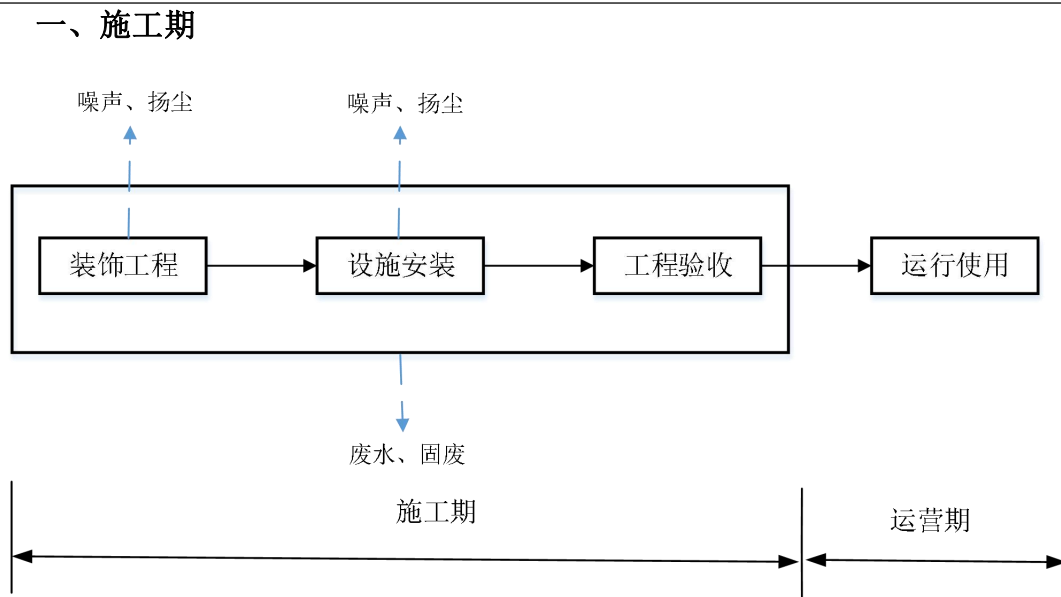 一、施工期
噪声、扬尘
噪声、扬尘
装饰工程
设施安装
工程验收
运行使用
废水、固废
施工期
运营期